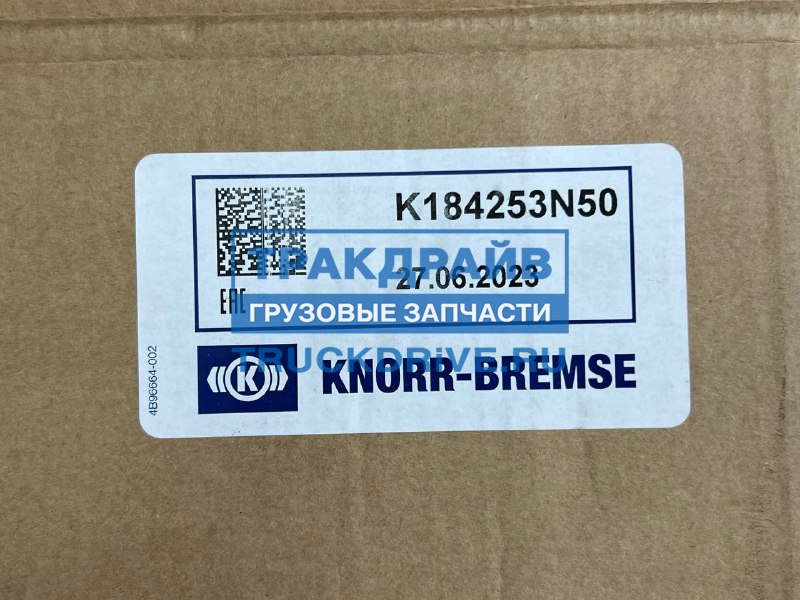 K184253N50
ТРАКДРАЙВ
27.06.2023
EAC
ГРУЗОВЫЕ ЗАПЧАСТИ
TRUCKDRIVE.RU
4B96664-002
K
KNORR-BREMSE